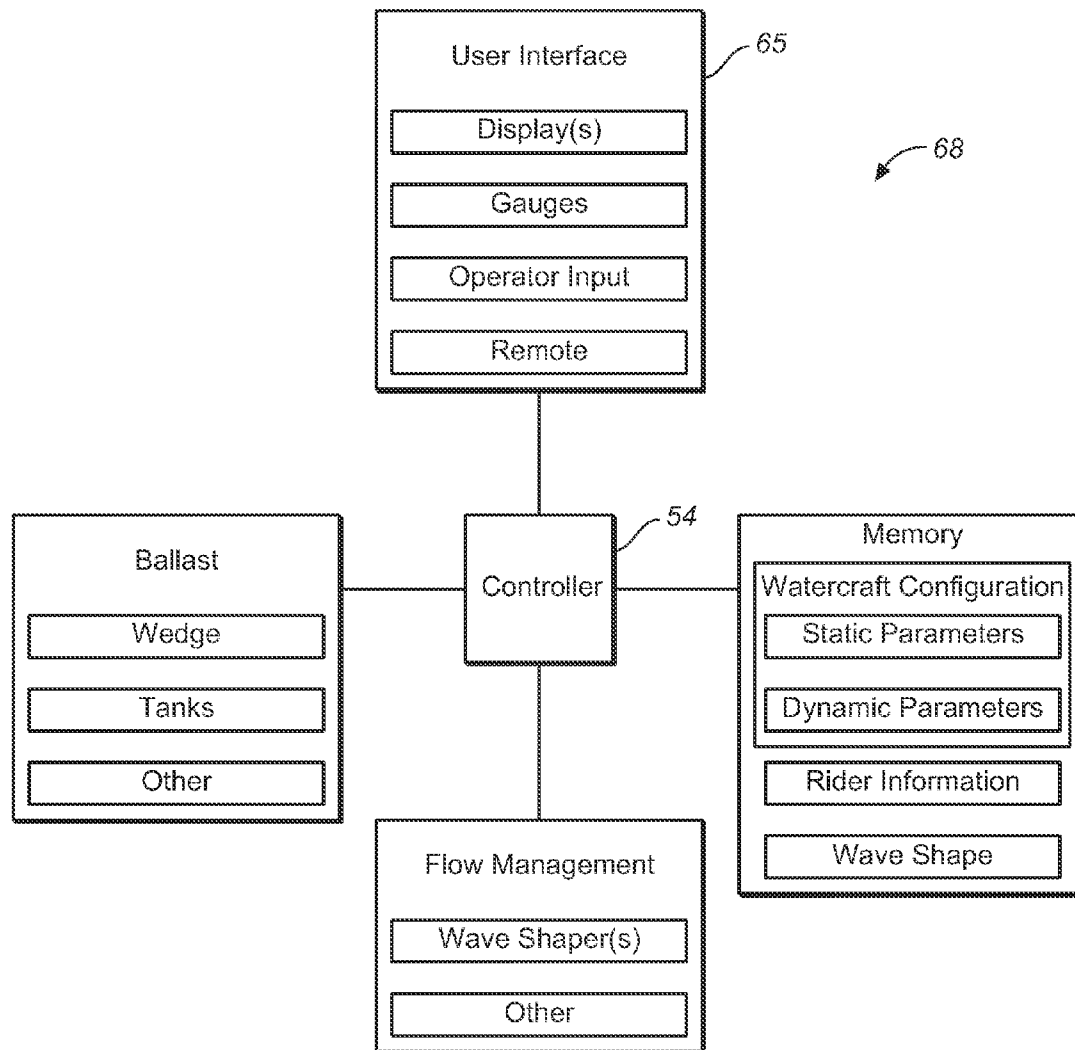 User Interface
65
Display(s)
68
Gauges
Operator Input
Remote
54
Ballast
Controller
Memory
Watercraft Configuration
Wedge
Static Parameters
Tanks
Dynamic Parameters
Other
Rider Information
Wave Shape
Flow Management
Wave Shaper(s)
Other